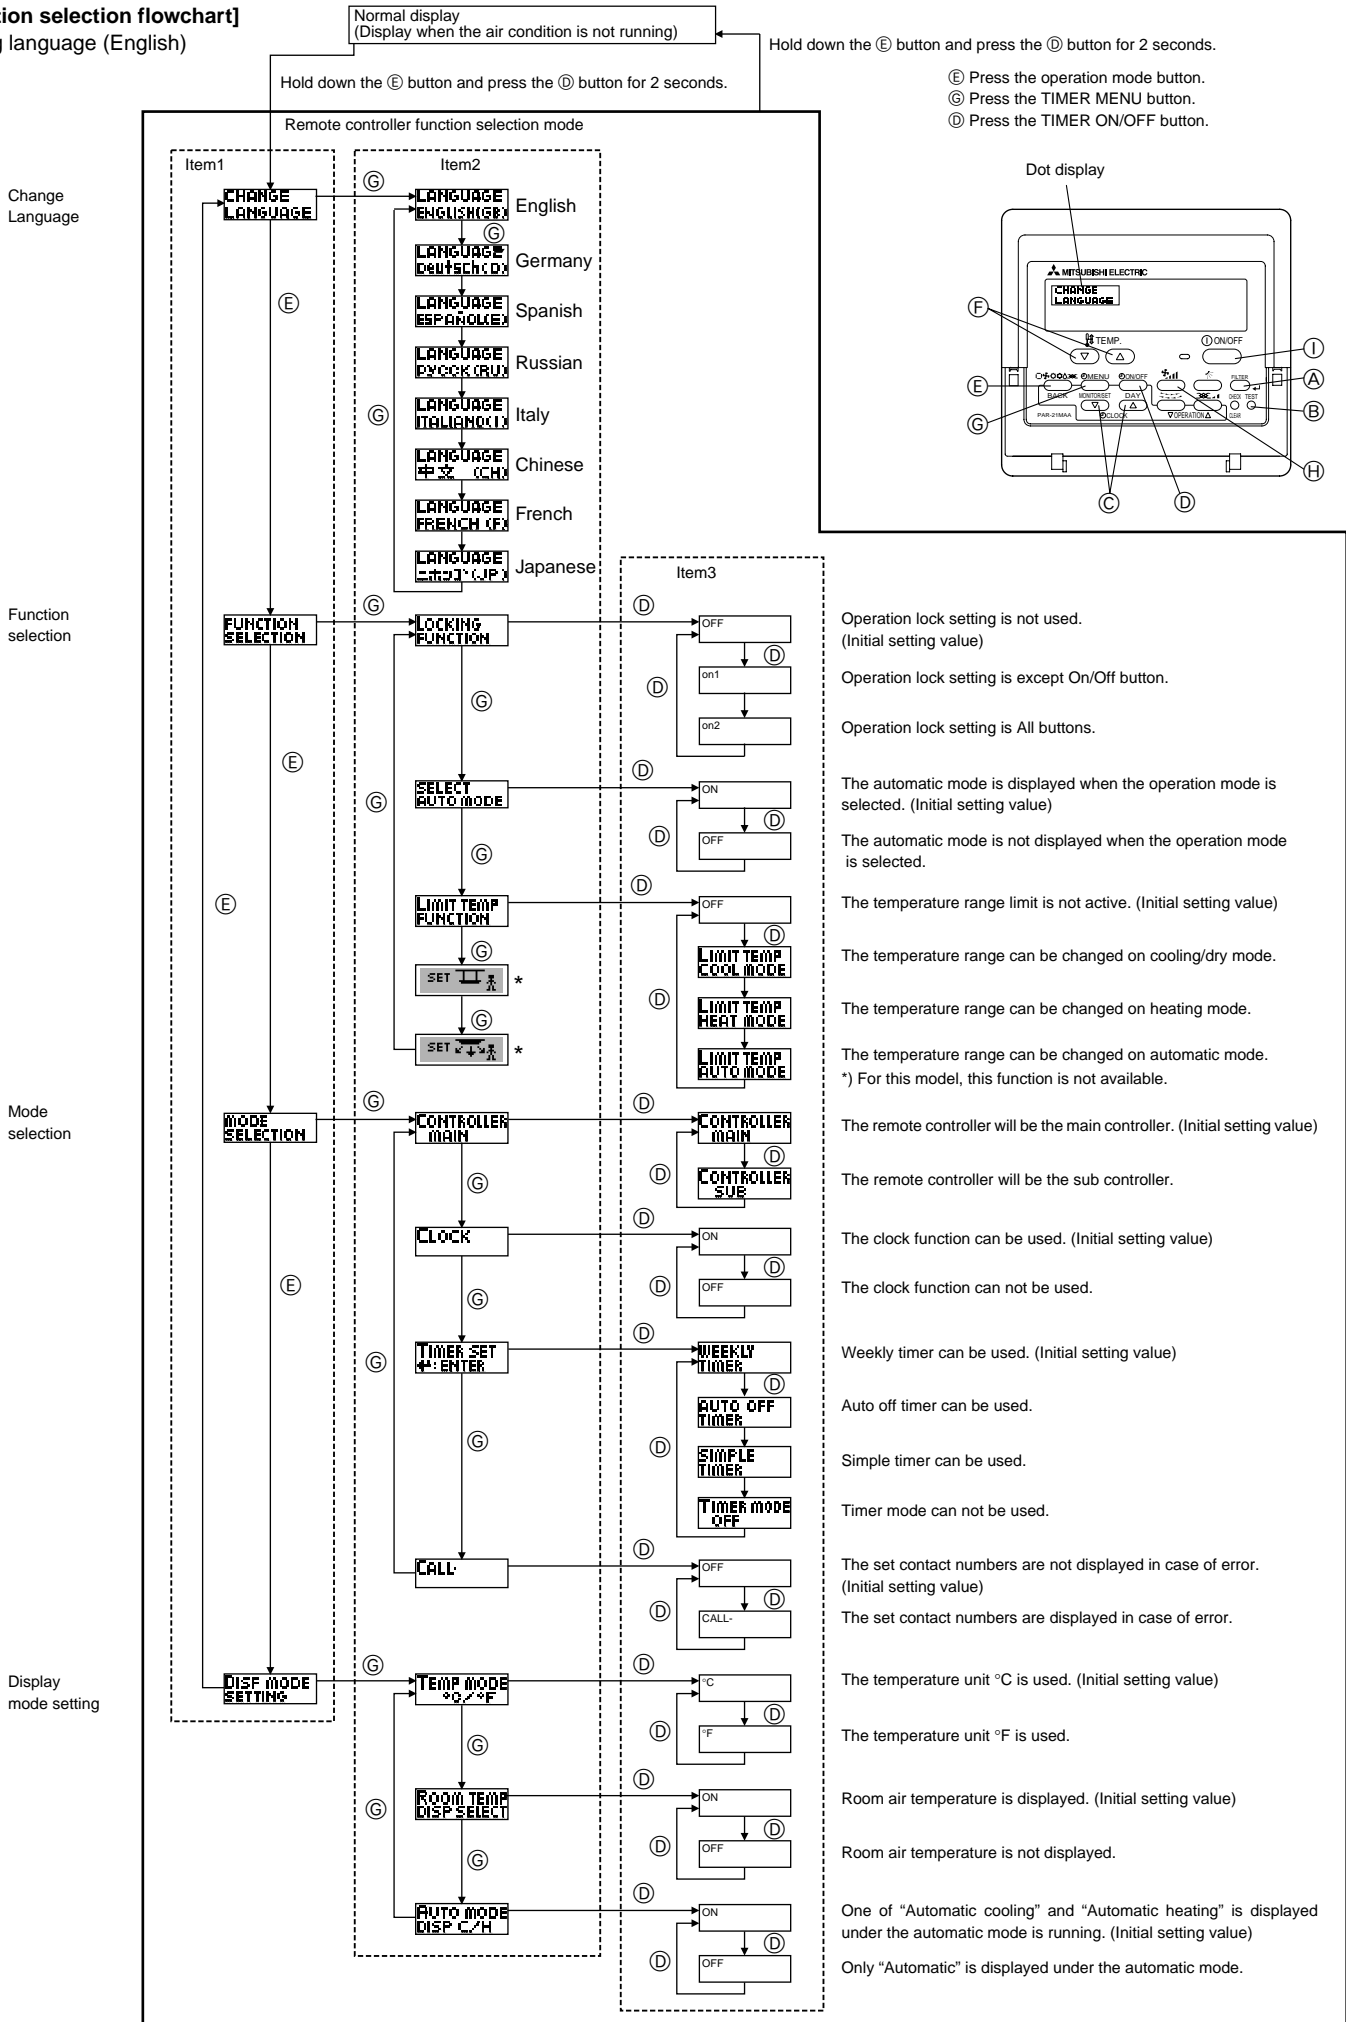 tion selection flowchart]
g language (English)
Normal display
(Display when the air condition is not running)
Hold down the Ⓔ button and press the Ⓓ button for 2 seconds.
Hold down the Ⓔ button and press the Ⓓ button for 2 seconds.
Ⓔ Press the operation mode button.
Ⓖ Press the TIMER MENU button.
Ⓓ Press the TIMER ON/OFF button.
Remote controller function selection mode
Dot display
MITSUBISHI ELECTRIC
CHANGE
LANGUAGE
TEMP.
ON/OFF
MENU
ON/OFF
FILTER
BACK
MONITOR/SET
DAY
CHECK
TEST
PAR-21MAA
CLOCK
▽OPERATION△
CLEAR
Ⓕ
Ⓔ
Ⓖ
Ⓒ
Ⓓ
Ⓘ
Ⓐ
Ⓑ
Ⓗ
Item1
Item2
Item3
Change
Language
CHANGE
LANGUAGE
Ⓖ
LANGUAGE
ENGLISH(GB)
English
Ⓖ
LANGUAGE
Deutsch(D)
Germany
Ⓔ
LANGUAGE
ESPAÑOL(E)
Spanish
LANGUAGE
РУССК(RU)
Russian
Ⓖ
LANGUAGE
ITALIANO(I)
Italy
LANGUAGE
中文 (CH)
Chinese
LANGUAGE
FRENCH (F)
French
LANGUAGE
ニホンゴ(JP)
Japanese
Function
selection
FUNCTION
SELECTION
Ⓖ
LOCKING
FUNCTION
Ⓓ
OFF
Operation lock setting is not used.
(Initial setting value)
Ⓓ
Ⓓ
on1
Operation lock setting is except On/Off button.
Ⓖ
on2
Operation lock setting is All buttons.
Ⓔ
Ⓖ
SELECT
AUTO MODE
Ⓓ
ON
The automatic mode is displayed when the operation mode is
selected. (Initial setting value)
Ⓓ
Ⓓ
OFF
The automatic mode is not displayed when the operation mode
is selected.
Ⓖ
Ⓔ
LIMIT TEMP
FUNCTION
Ⓓ
OFF
The temperature range limit is not active. (Initial setting value)
Ⓖ
Ⓓ
LIMIT TEMP
COOL MODE
The temperature range can be changed on cooling/dry mode.
SET
*
Ⓖ
Ⓓ
LIMIT TEMP
HEAT MODE
The temperature range can be changed on heating mode.
SET
*
LIMIT TEMP
AUTO MODE
The temperature range can be changed on automatic mode.
*) For this model, this function is not available.
Mode
selection
MODE
SELECTION
Ⓖ
CONTROLLER
MAIN
Ⓓ
CONTROLLER
MAIN
The remote controller will be the main controller. (Initial setting value)
Ⓓ
Ⓓ
CONTROLLER
SUB
The remote controller will be the sub controller.
Ⓖ
CLOCK
Ⓓ
ON
The clock function can be used. (Initial setting value)
Ⓓ
Ⓓ
OFF
The clock function can not be used.
Ⓔ
Ⓖ
Ⓖ
TIMER SET
↵:ENTER
Ⓓ
WEEKLY
TIMER
Weekly timer can be used. (Initial setting value)
Ⓓ
AUTO OFF
TIMER
Auto off timer can be used.
Ⓖ
Ⓓ
SIMPLE
TIMER
Simple timer can be used.
TIMER MODE
OFF
Timer mode can not be used.
CALL.
Ⓓ
OFF
The set contact numbers are not displayed in case of error.
(Initial setting value)
Ⓓ
Ⓓ
CALL-
The set contact numbers are displayed in case of error.
Display
mode setting
DISP MODE
SETTING
Ⓖ
TEMP MODE
°C/°F
Ⓓ
°C
The temperature unit °C is used. (Initial setting value)
Ⓓ
Ⓓ
°F
The temperature unit °F is used.
Ⓖ
Ⓖ
ROOM TEMP
DISP SELECT
Ⓓ
ON
Room air temperature is displayed. (Initial setting value)
Ⓓ
Ⓓ
OFF
Room air temperature is not displayed.
Ⓖ
AUTO MODE
DISP C/H
Ⓓ
ON
One of “Automatic cooling” and “Automatic heating” is displayed
under the automatic mode is running. (Initial setting value)
Ⓓ
Ⓓ
OFF
Only “Automatic” is displayed under the automatic mode.